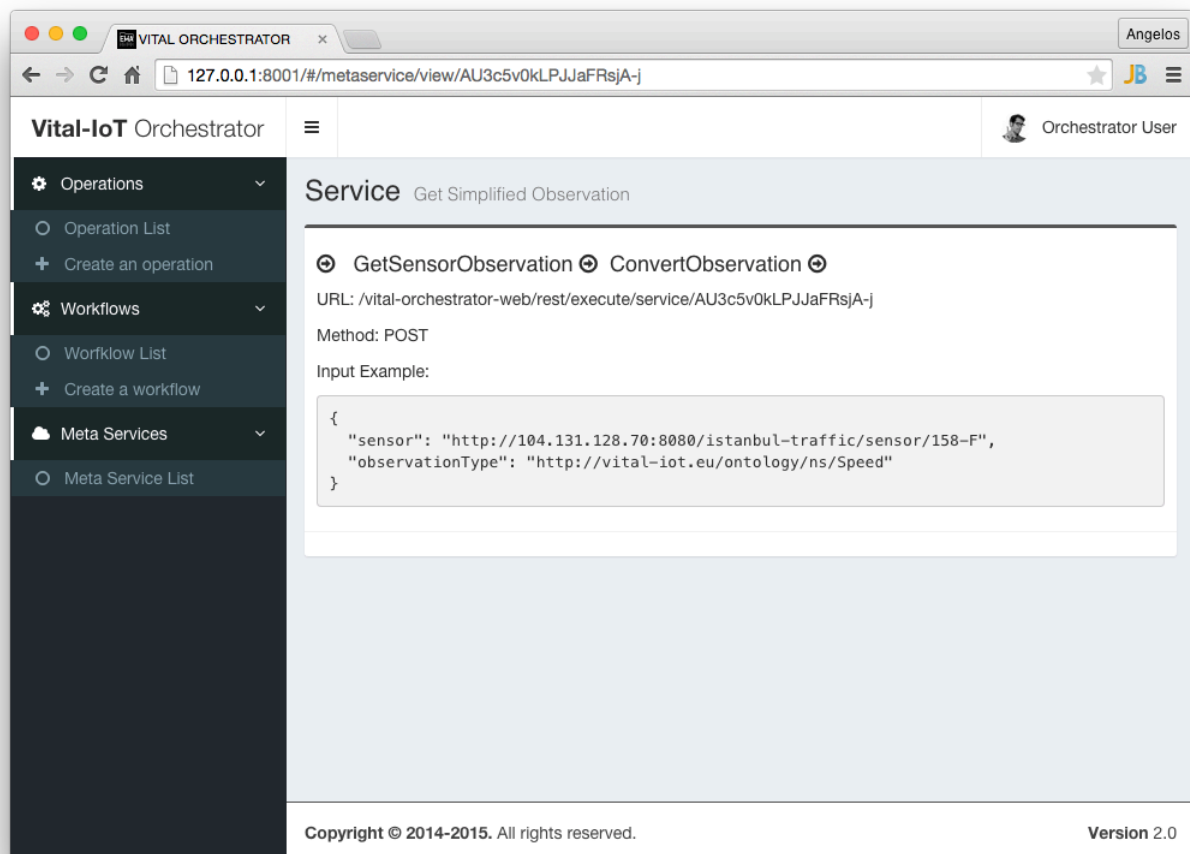 VITAL ORCHESTRATOR
Angelos
127.0.0.1:8001/#/metaservice/view/AU3c5v0kLPJJaFRsjA-j
JB
Vital-IoT Orchestrator
Orchestrator User
Operations
Operation List
Create an operation
Workflows
Worfklow List
Create a workflow
Meta Services
Meta Service List
Service Get Simplified Observation
GetSensorObservation ConvertObservation
URL: /vital-orchestrator-web/rest/execute/service/AU3c5v0kLPJJaFRsjA-j
Method: POST
Input Example:
{
"sensor": "http://104.131.128.70:8080/istanbul-traffic/sensor/158-F",
"observationType": "http://vital-iot.eu/ontology/ns/Speed"
}
Copyright © 2014-2015. All rights reserved.
Version 2.0